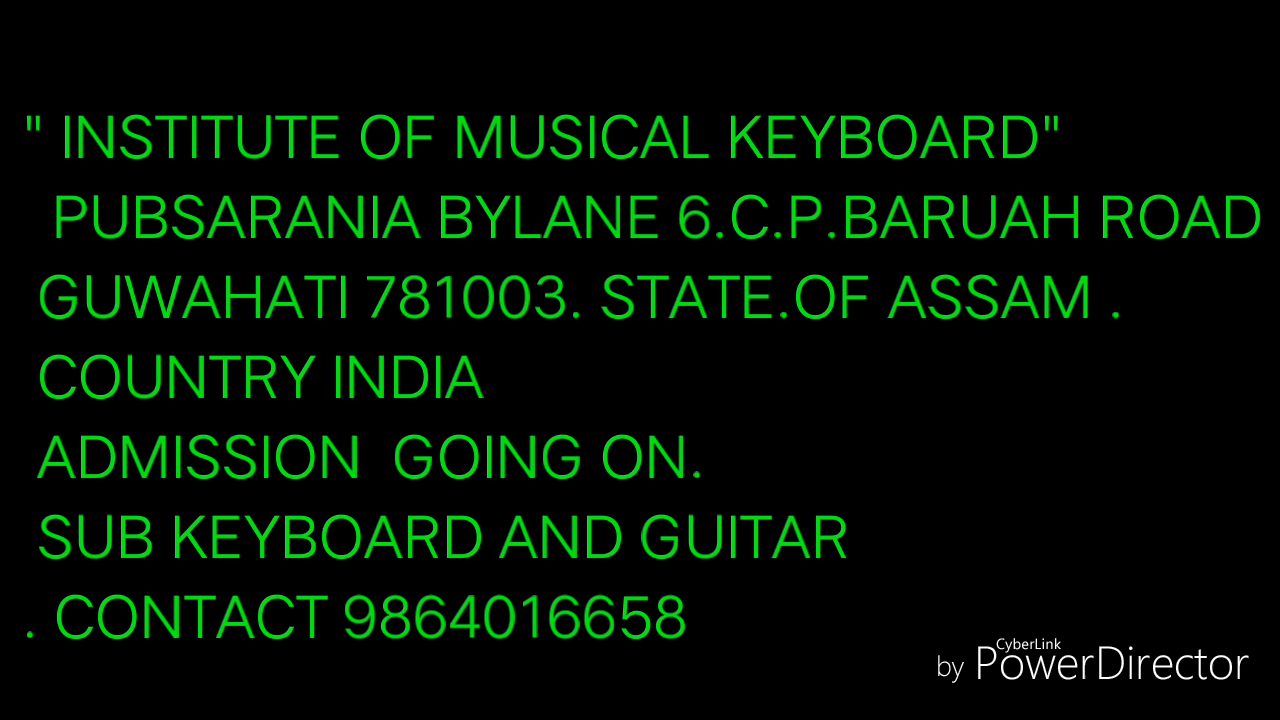 " INSTITUTE OF MUSICAL KEYBOARD"
PUBSARANIA BYLANE 6.C.P.BARUAH ROAD
GUWAHATI 781003. STATE.OF ASSAM .
COUNTRY INDIA
ADMISSION  GOING ON.
SUB KEYBOARD AND GUITAR
. CONTACT 9864016658
CyberLink
by PowerDirector